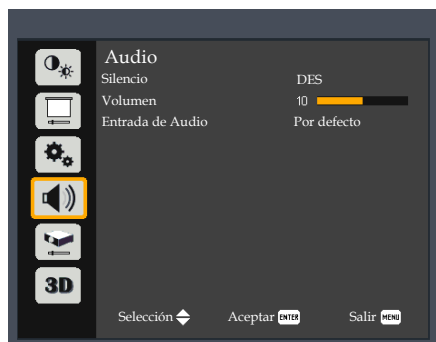 Audio
Silencio DES
Volumen 10
Entrada de Audio Por defecto
3D
Selección Aceptar ENTER Salir MENU